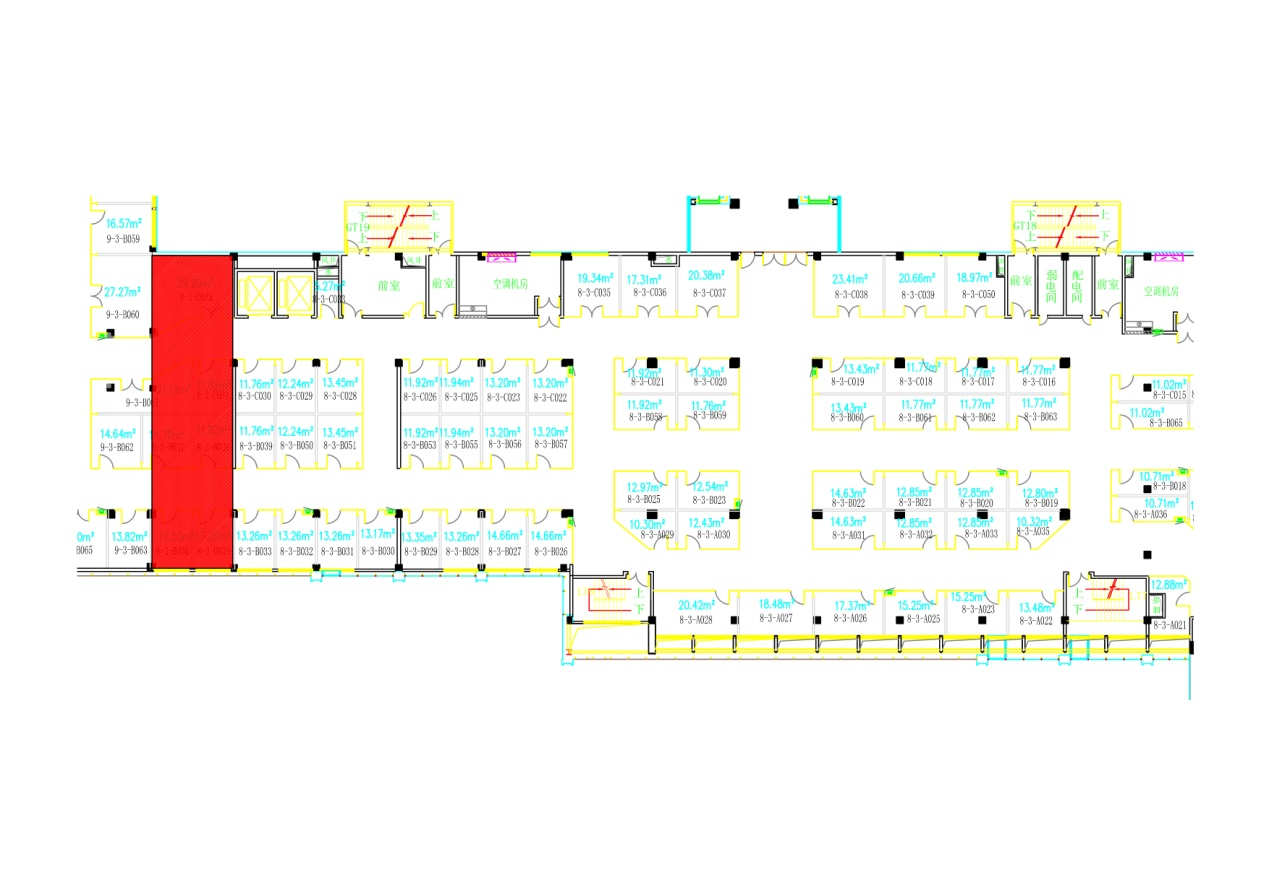 下 上
GT19
上 下
下 上
GT18
上 下
16.57m²
9-3-B059
27.27m²
9-3-B060
8-3-C033
前室
前室
空调机房
19.34m²
8-3-C035
17.31m²
8-3-C036
20.38m²
8-3-C037
23.41m²
8-3-C038
20.66m²
8-3-C039
18.97m²
8-3-C050
前室
弱电间
配电间
前室
空调机房
11.76m²
8-3-C030
12.24m²
8-3-C029
13.45m²
8-3-C028
11.92m²
8-3-C026
11.94m²
8-3-C025
13.20m²
8-3-C023
13.20m²
8-3-C022
11.92m²
8-3-C021
11.30m²
8-3-C020
13.43m²
8-3-C019
11.77m²
8-3-C018
11.77m²
8-3-C017
11.77m²
8-3-C016
11.02m²
8-3-C015
14.64m²
9-3-B062
11.76m²
8-3-B039
12.24m²
8-3-B050
13.45m²
8-3-B051
11.92m²
8-3-B053
11.94m²
8-3-B055
13.20m²
8-3-B056
13.20m²
8-3-B057
11.92m²
8-3-B058
11.76m²
8-3-B059
13.43m²
8-3-B060
11.77m²
8-3-B061
11.77m²
8-3-B062
11.77m²
8-3-B063
11.02m²
8-3-B065
12.97m²
8-3-B025
12.54m²
8-3-B023
14.63m²
8-3-B022
12.85m²
8-3-B021
12.85m²
8-3-B020
12.80m²
8-3-B019
10.71m²
8-3-B018
10.30m²
8-3-A029
12.43m²
8-3-A030
14.63m²
8-3-A031
12.85m²
8-3-A032
12.85m²
8-3-A033
10.32m²
8-3-A035
10.71m²
8-3-A036
0m²
B065
13.82m²
9-3-B063
13.26m²
8-3-B033
13.26m²
8-3-B032
13.26m²
8-3-B031
13.17m²
8-3-B030
13.35m²
8-3-B029
13.26m²
8-3-B028
14.66m²
8-3-B027
14.66m²
8-3-B026
上
下
20.42m²
8-3-A028
18.48m²
8-3-A027
17.37m²
8-3-A026
15.25m²
8-3-A025
15.25m²
8-3-A023
13.48m²
8-3-A022
上
下
12.88m²
8-3-A021